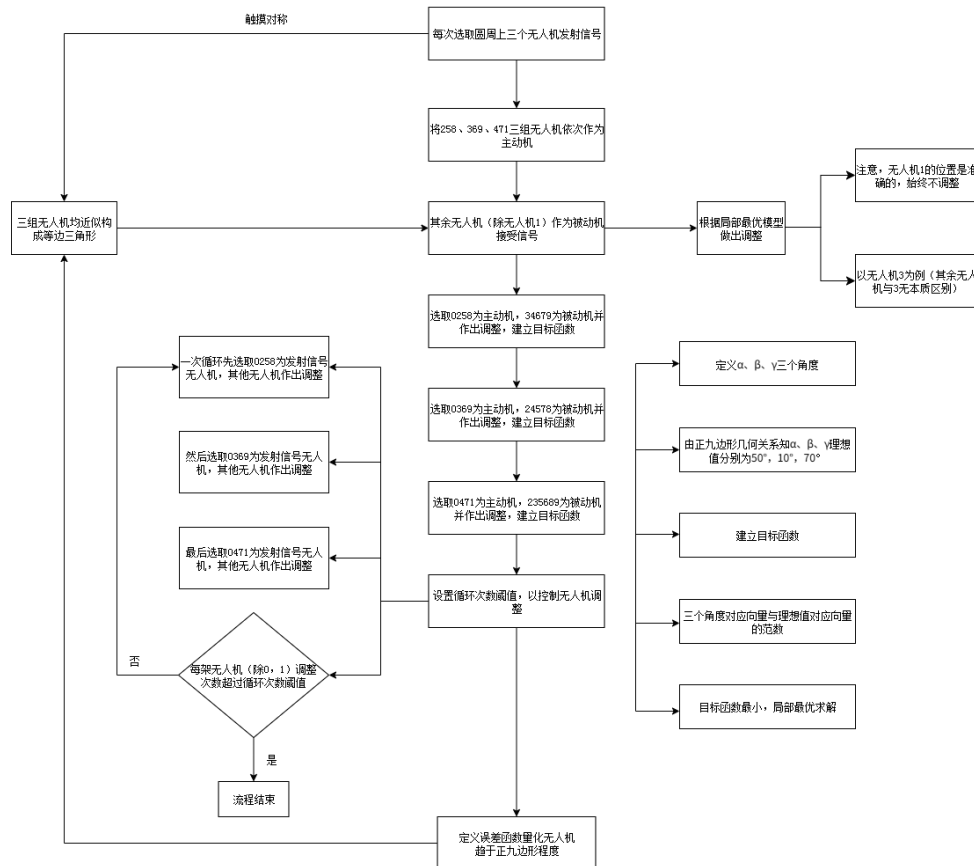 触摸对称
每次选取圆周上三个无人机发射信号
将258、369、471三组无人机依次作为
主动机
注意，无人机1的位置是准
确的，始终不调整
三组无人机均近似构
成等边三角形
其余无人机（除无人机1）作为被动机
接受信号
根据局部最优模型
做出调整
以无人机3为例（其余无人
机与3无本质区别）
选取0258为主动机，34679为被动机并
作出调整，建立目标函数
一次循环先选取0258为发射信号
无人机，其他无人机作出调整
定义α、β、γ三个角度
选取0369为主动机，24578为被动机并
作出调整，建立目标函数
然后选取0369为发射信号无人
机，其他无人机作出调整
由正九边形几何关系知α、β、γ理想
值分别为50°，10°，70°
选取0471为主动机，235689为被动机
并作出调整，建立目标函数
最后选取0471为发射信号无人
机，其他无人机作出调整
建立目标函数
设置循环次数阈值，以控制无人机调
整
三个角度对应向量与理想值对应向量
的范数
否
每架无人机（除0，1）调整
次数超过循环次数阈值
目标函数最小，局部最优求解
是
流程结束
定义误差函数量化无人机
趋于正九边形程度